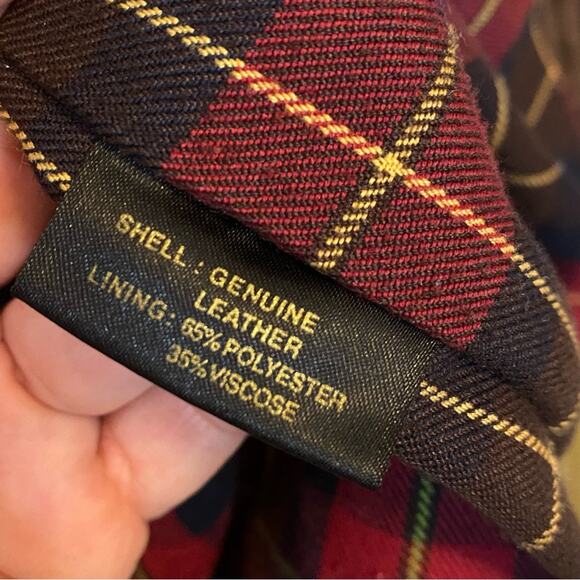 SHELL: GENUINE
LEATHER
LINING: 65% POLYESTER
35% VISCOSE